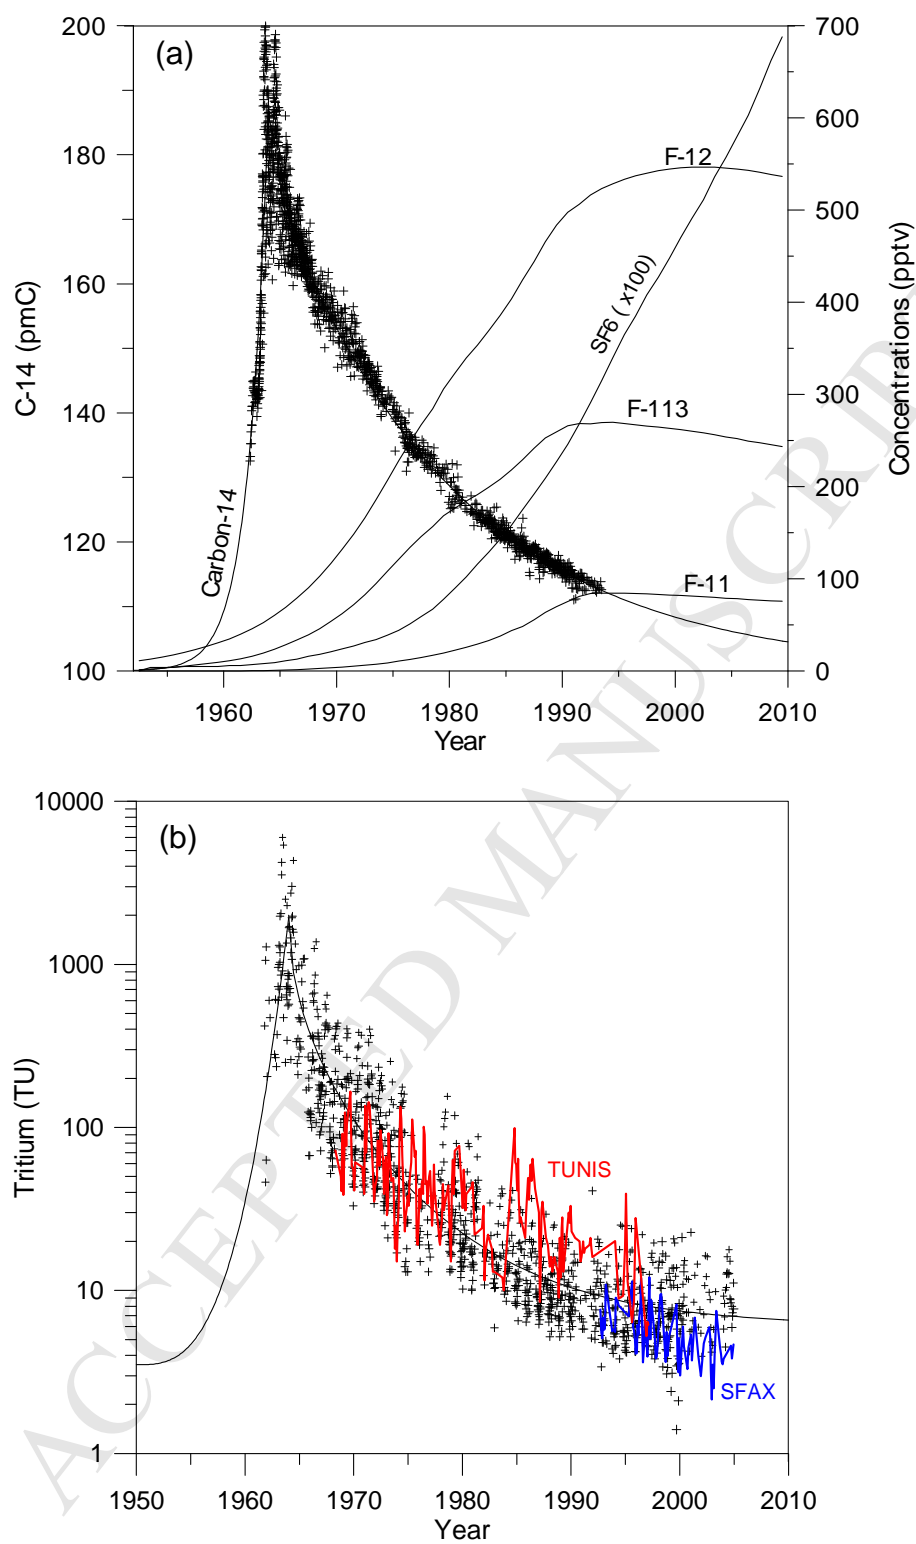 (a)
200
180
160
140
120
100
C-14 (pmC)
700
600
500
400
300
200
100
0
Concentrations (pptv)
F-12
SF6 ( x100)
F-113
Carbon-14
F-11
1960
1970
1980
1990
2000
2010
Year
(b)
10000
1000
100
10
1
Tritium (TU)
TUNIS
SFAX
1950
1960
1970
1980
1990
2000
2010
Year
ACCEPTED MANUSCRIPT